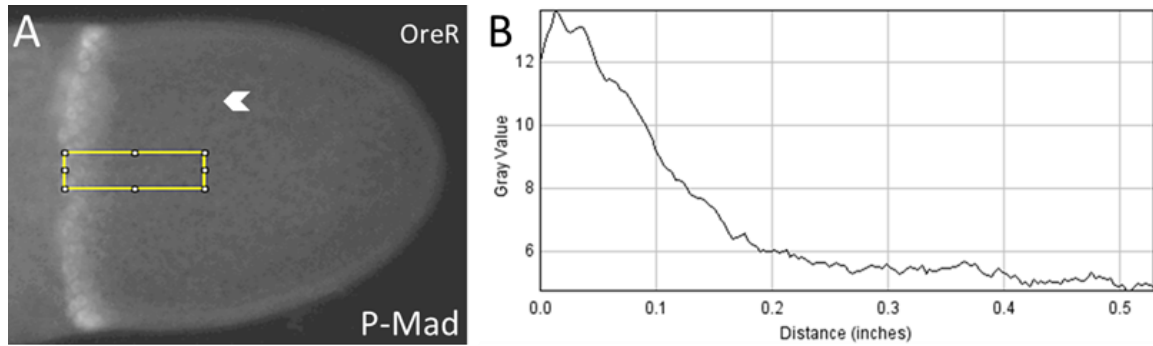 A
OreR
P-Mad
B
Gray Value
12
10
8
6
0.0 0.1 0.2 0.3 0.4 0.5
Distance (inches)